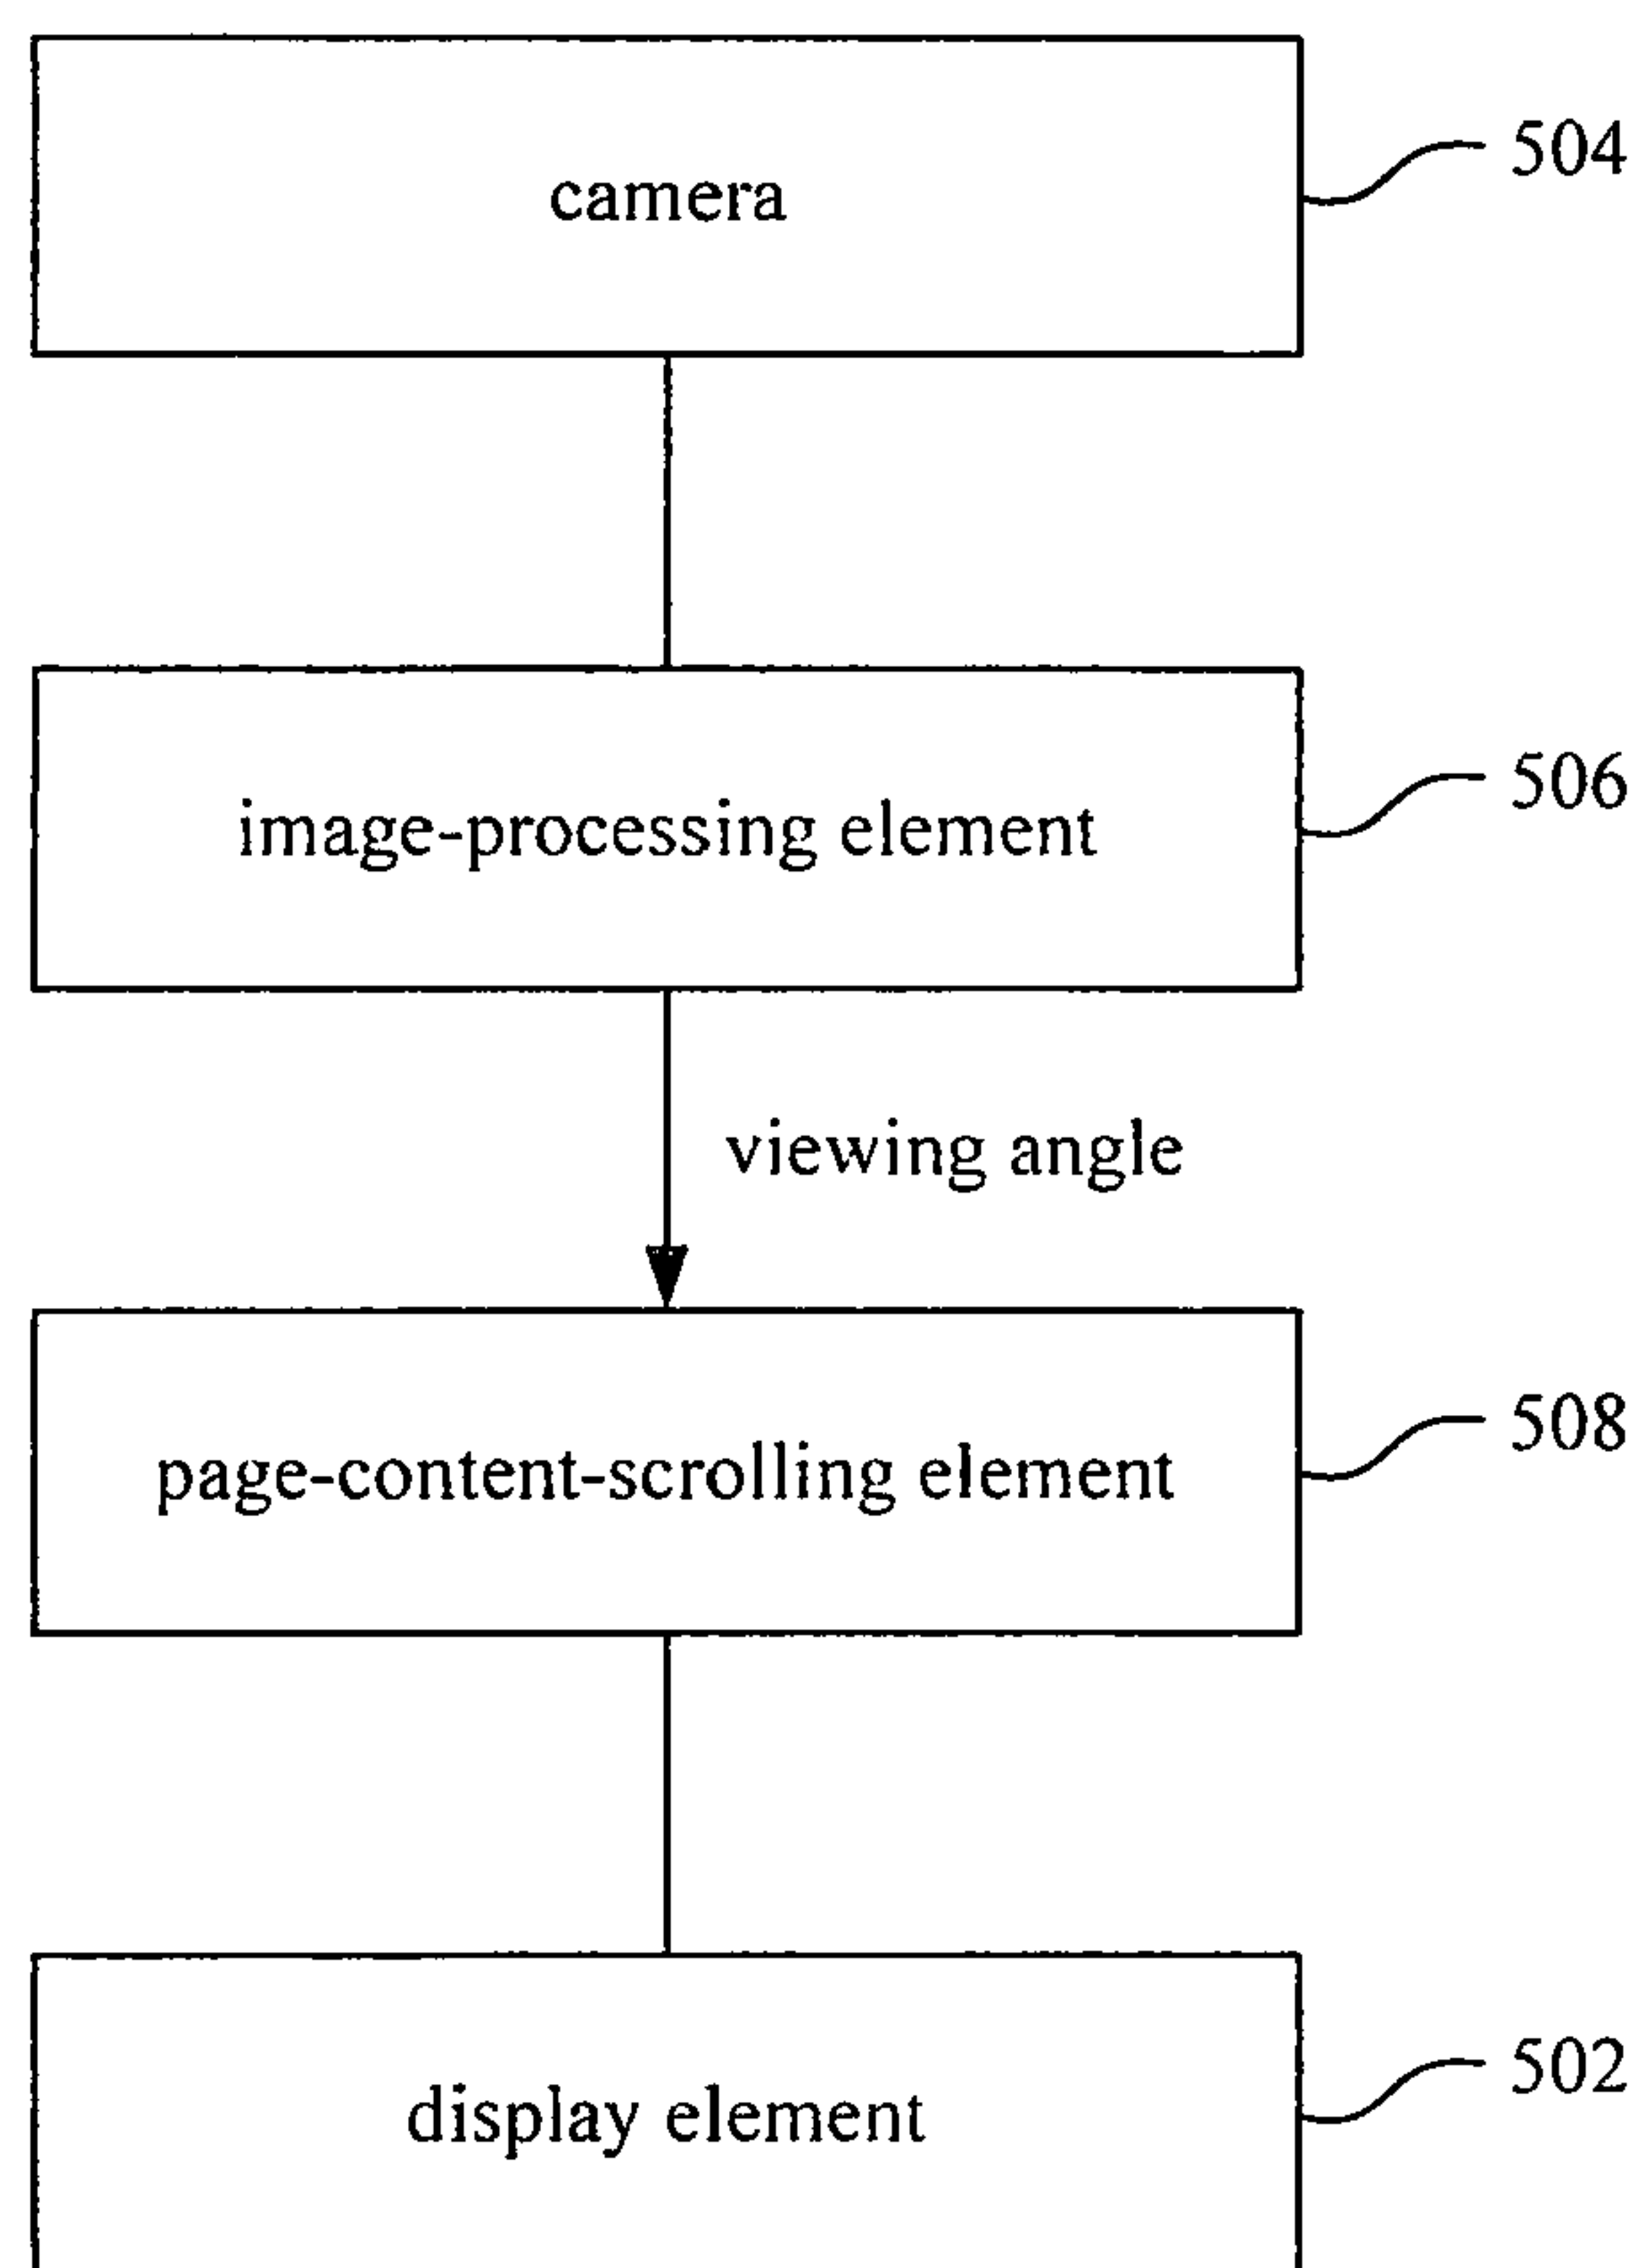 camera
504
image-processing element
506
viewing angle
page-content-scrolling element
508
display element
502